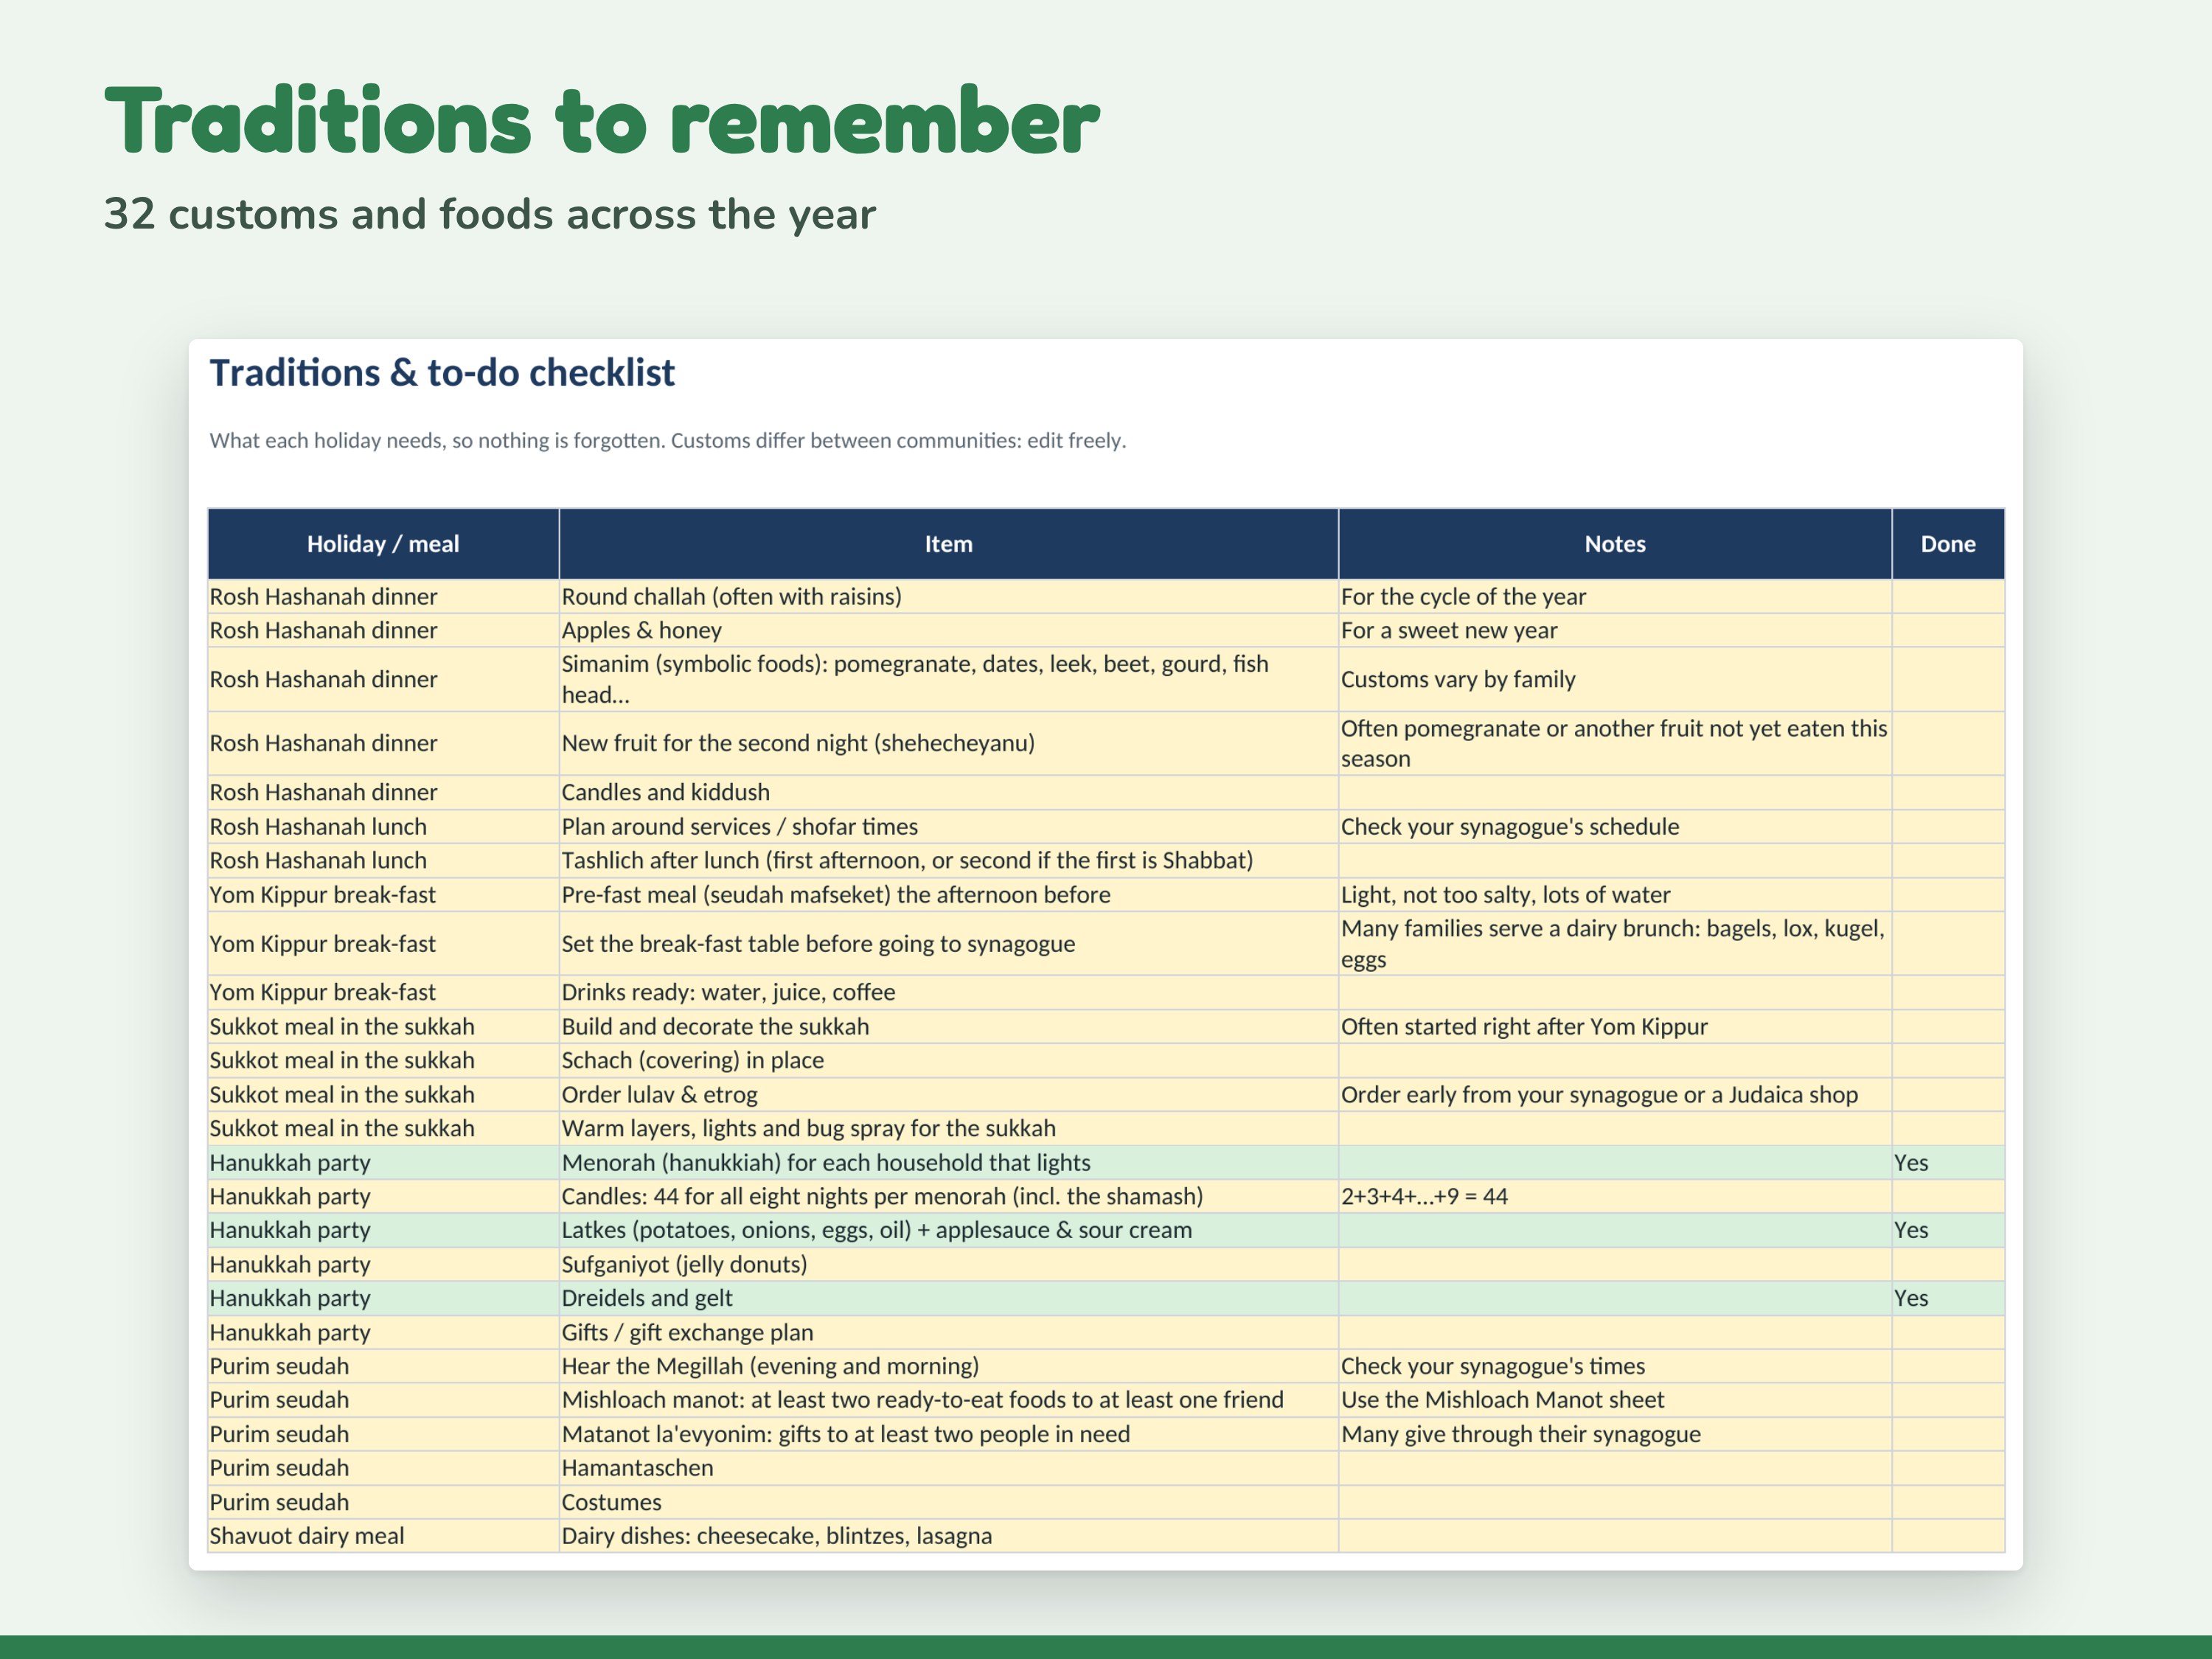 Traditions to remember
32 customs and foods across the year
Traditions & to-do checklist
What each holiday needs, so nothing is forgotten. Customs differ between communities: edit freely.
Holiday / meal Item Notes Done
Rosh Hashanah dinner Round challah (often with raisins) For the cycle of the year
Rosh Hashanah dinner Apples & honey For a sweet new year
Rosh Hashanah dinner Simanim (symbolic foods): pomegranate, dates, leek, beet, gourd, fish
head... Customs vary by family
Rosh Hashanah dinner New fruit for the second night (shehecheyanu) Often pomegranate or another fruit not yet eaten this
season
Rosh Hashanah dinner Candles and kiddush
Rosh Hashanah lunch Plan around services / shofar times Check your synagogue's schedule
Rosh Hashanah lunch Tashlich after lunch (first afternoon, or second if the first is Shabbat)
Yom Kippur break-fast Pre-fast meal (seudah mafseket) the afternoon before Light, not too salty, lots of water
Yom Kippur break-fast Set the break-fast table before going to synagogue Many families serve a dairy brunch: bagels, lox, kugel,
eggs
Yom Kippur break-fast Drinks ready: water, juice, coffee
Sukkot meal in the sukkah Build and decorate the sukkah Often started right after Yom Kippur
Sukkot meal in the sukkah Schach (covering) in place
Sukkot meal in the sukkah Order lulav & etrog Order early from your synagogue or a Judaica shop
Sukkot meal in the sukkah Warm layers, lights and bug spray for the sukkah
Hanukkah party Menorah (hanukkiah) for each household that lights Yes
Hanukkah party Candles: 44 for all eight nights per menorah (incl. the shamash) 2+3+4+...+9 = 44
Hanukkah party Latkes (potatoes, onions, eggs, oil) + applesauce & sour cream Yes
Hanukkah party Sufganiyot (jelly donuts)
Hanukkah party Dreidels and gelt Yes
Hanukkah party Gifts / gift exchange plan
Purim seudah Hear the Megillah (evening and morning) Check your synagogue's times
Purim seudah Mishloach manot: at least two ready-to-eat foods to at least one friend Use the Mishloach Manot sheet
Purim seudah Matanot la'evyonim: gifts to at least two people in need Many give through their synagogue
Purim seudah Hamantaschen
Purim seudah Costumes
Shavuot dairy meal Dairy dishes: cheesecake, blintzes, lasagna